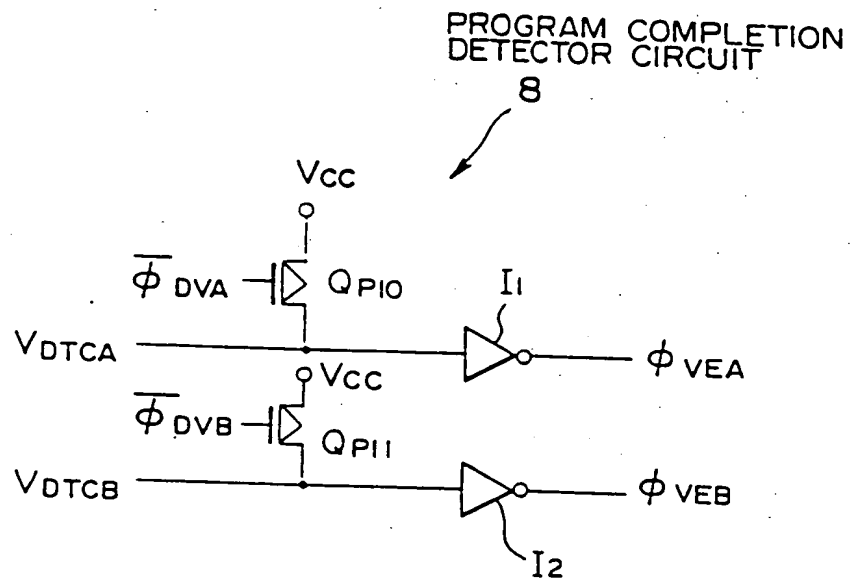 PROGRAM COMPLETION
DETECTOR CIRCUIT
8
VCC
φ̅DVA QP10 I1
VDTCA φVEA
VCC
φ̅DVB QP11
VDTCB φVEB
I2